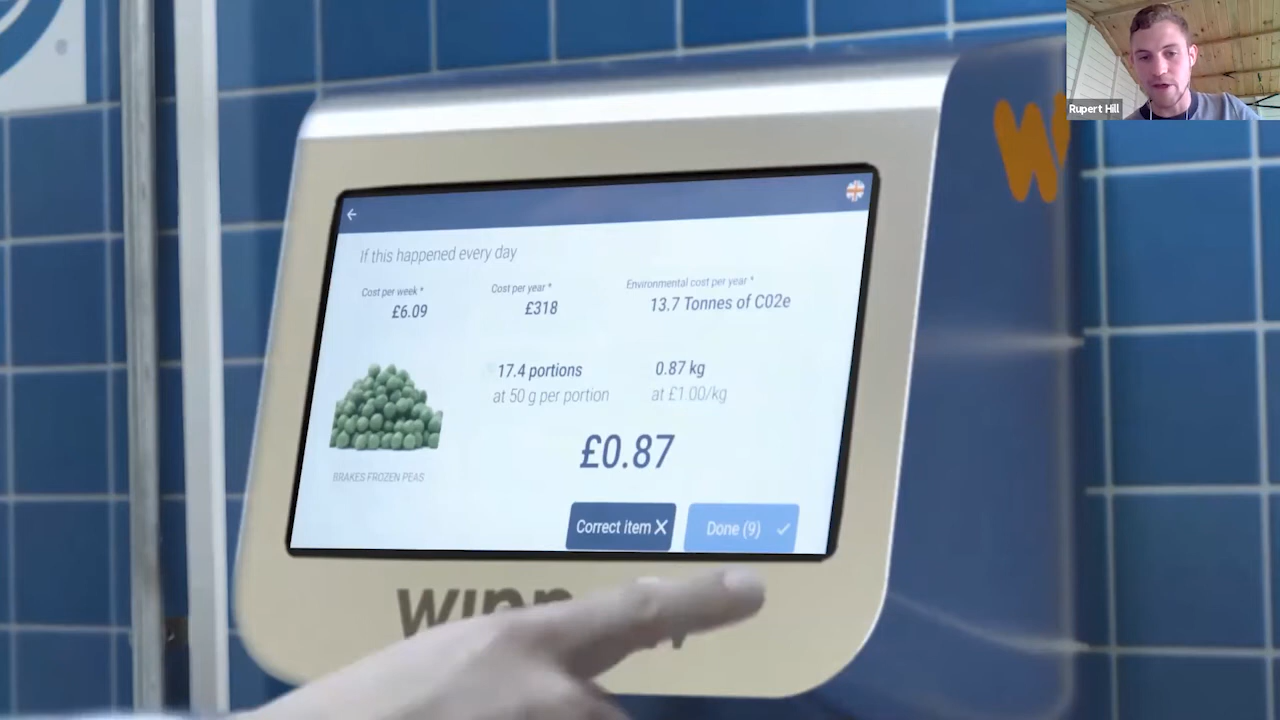 Rupert Hill
W
If this happened every day
Cost per week *
£6.09
Cost per year *
£318
Environmental cost per year *
13.7 Tonnes of C02e
17.4 portions
at 50 g per portion
0.87 kg
at £1.00/kg
£0.87
BRAKES FROZEN PEAS
Correct item X
Done (9) ✓